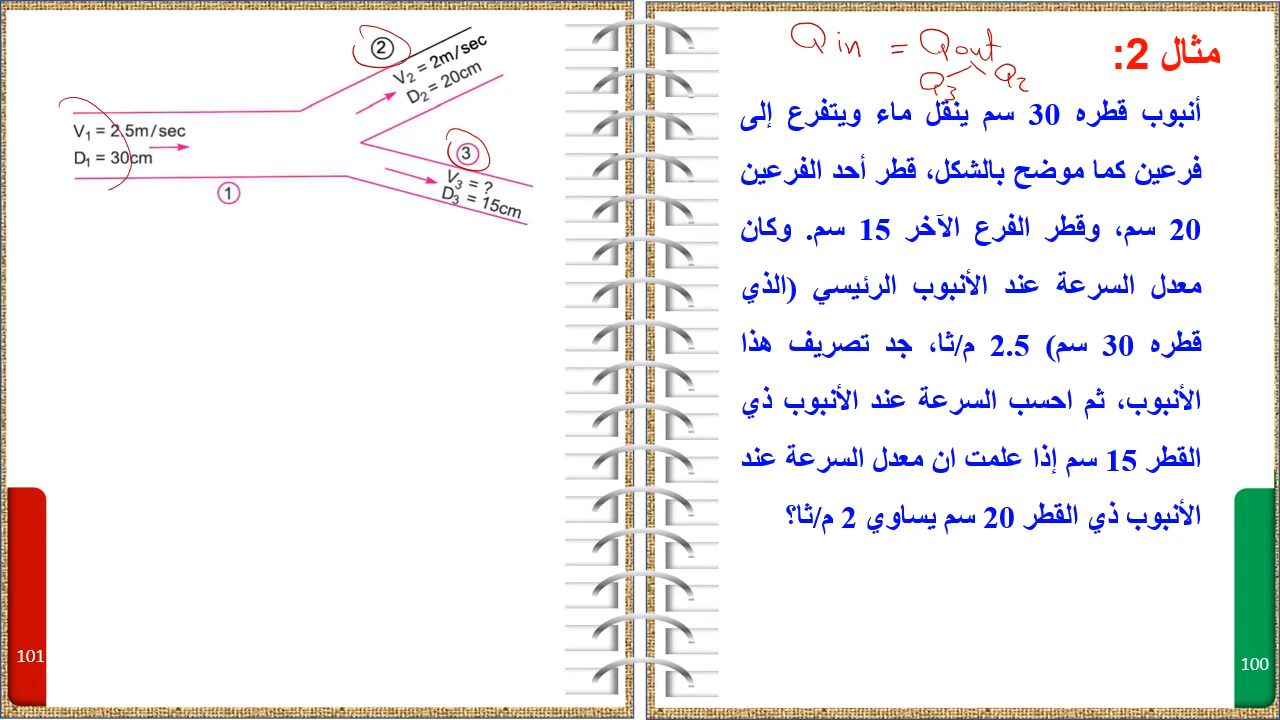 مثال 2:
Q in = Q out
Q3 Q2
أنبوب قطره 30 سم ينقل ماء ويتفرع إلى
فرعين كما موضح بالشكل، قطر أحد الفرعين
20 سم، وقطر الفرع الآخر 15 سم. وكان
معدل السرعة عند الأنبوب الرئيسي (الذي
قطره 30 سم) 2.5 م/ثا، جد تصريف هذا
الأنبوب، ثم احسب السرعة عند الأنبوب ذي
القطر 15 سم إذا علمت ان معدل السرعة عند
الأنبوب ذي القطر 20 سم يساوي 2 م/ثا؟
100
2
V2 = 2m/sec
D2 = 20cm
V1 = 2.5m/sec
D1 = 30cm
3
V3 = ?
D3 = 15cm
1
101